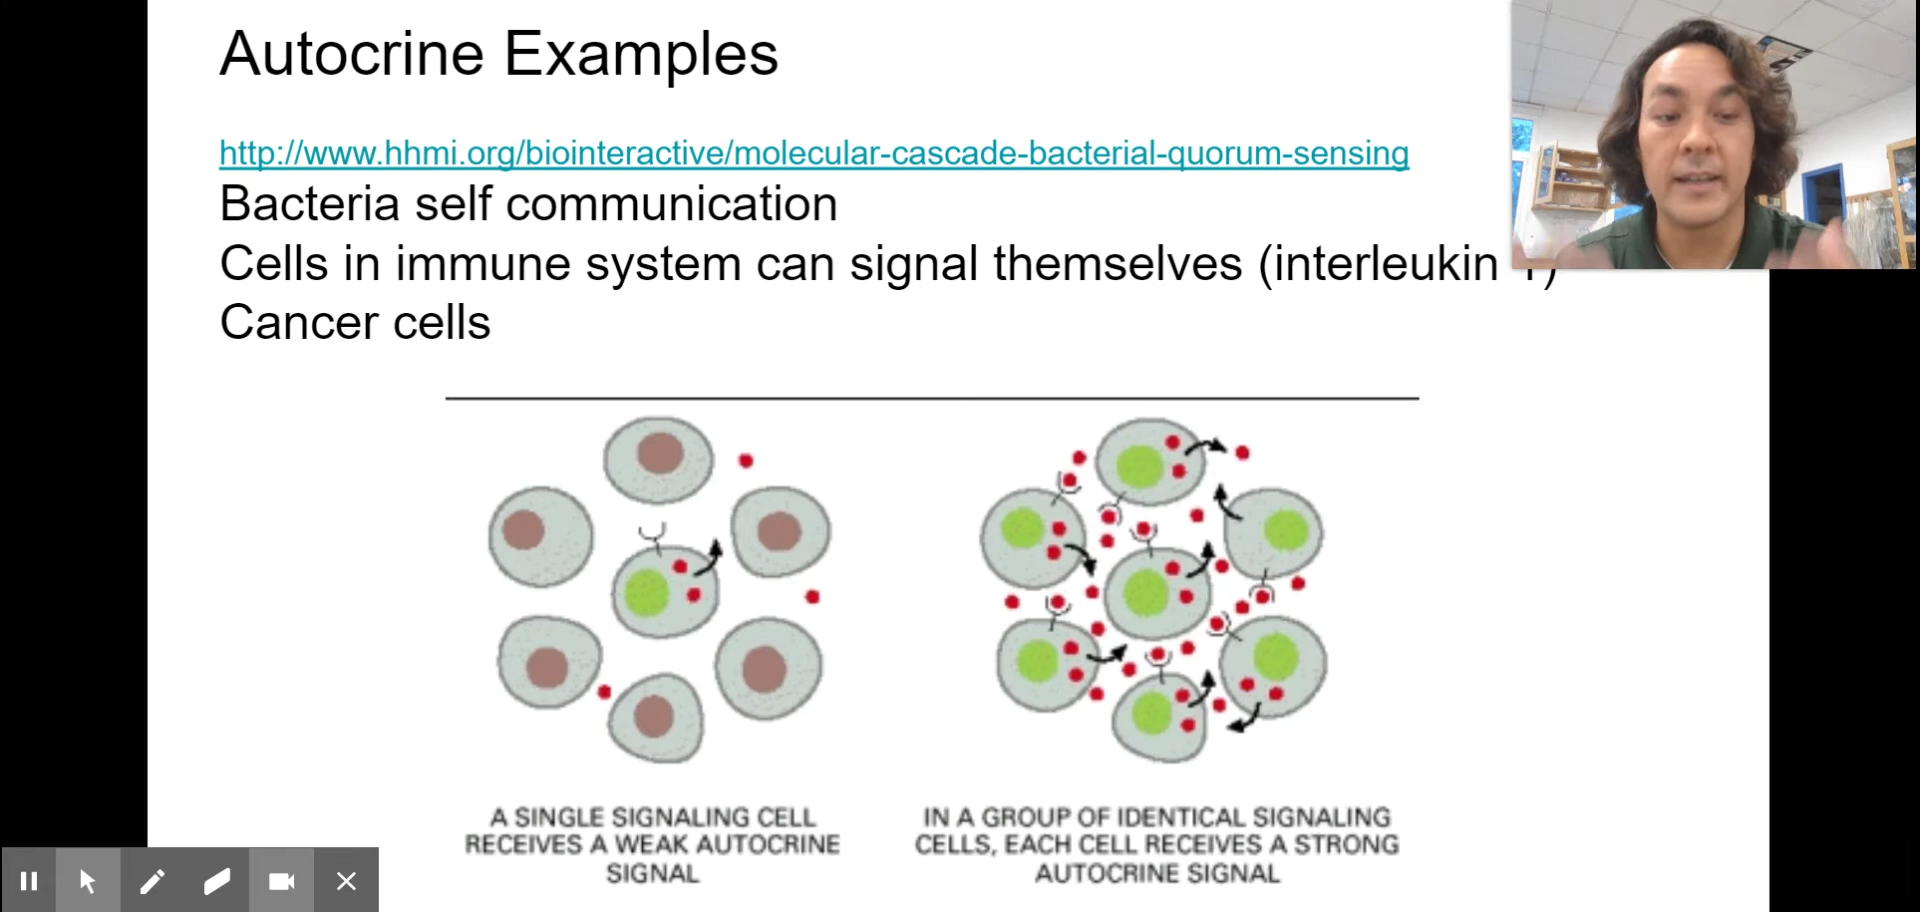 Autocrine Examples
http://www.hhmi.org/biointeractive/molecular-cascade-bacterial-quorum-sensing
Bacteria self communication
Cells in immune system can signal themselves (interleukin 1)
Cancer cells
A SINGLE SIGNALING CELL
RECEIVES A WEAK AUTOCRINE
SIGNAL
IN A GROUP OF IDENTICAL SIGNALING
CELLS, EACH CELL RECEIVES A STRONG
AUTOCRINE SIGNAL